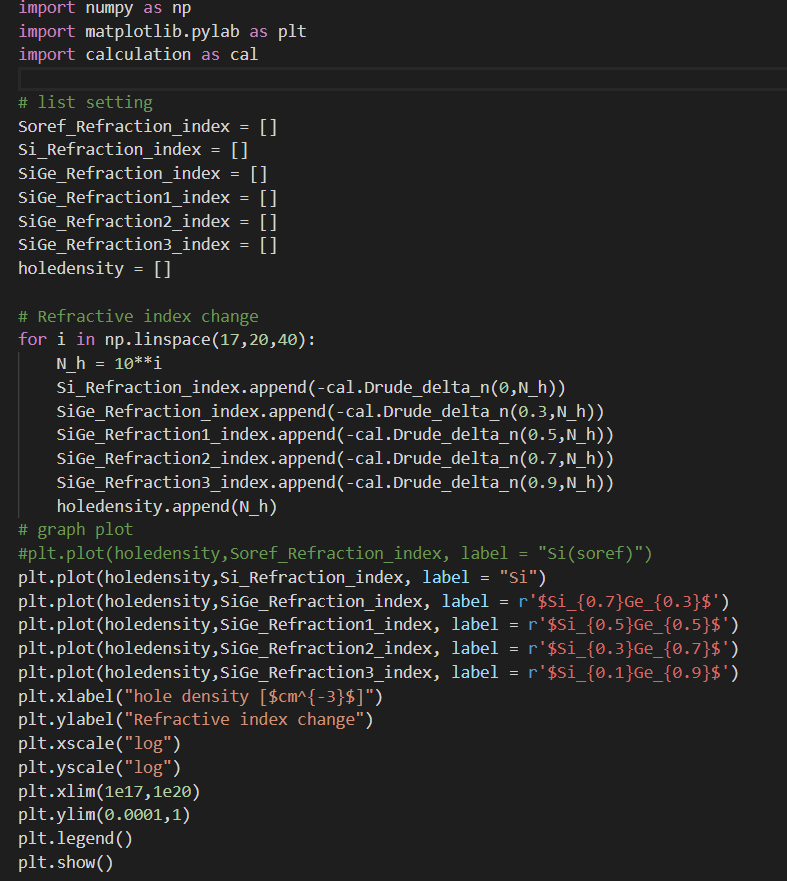 import numpy as np
import matplotlib.pylab as plt
import calculation as cal
# list setting
Soref_Refraction_index = []
Si_Refraction_index = []
SiGe_Refraction_index = []
SiGe_Refraction1_index = []
SiGe_Refraction2_index = []
SiGe_Refraction3_index = []
holedensity = []
# Refractive index change
for i in np.linspace(17,20,40):
    N_h = 10**i
    Si_Refraction_index.append(-cal.Drude_delta_n(0,N_h))
    SiGe_Refraction_index.append(-cal.Drude_delta_n(0.3,N_h))
    SiGe_Refraction1_index.append(-cal.Drude_delta_n(0.5,N_h))
    SiGe_Refraction2_index.append(-cal.Drude_delta_n(0.7,N_h))
    SiGe_Refraction3_index.append(-cal.Drude_delta_n(0.9,N_h))
    holedensity.append(N_h)
# graph plot
#plt.plot(holedensity,Soref_Refraction_index, label = "Si(soref)")
plt.plot(holedensity,Si_Refraction_index, label = "Si")
plt.plot(holedensity,SiGe_Refraction_index, label = r'$Si_{0.7}Ge_{0.3}$')
plt.plot(holedensity,SiGe_Refraction1_index, label = r'$Si_{0.5}Ge_{0.5}$')
plt.plot(holedensity,SiGe_Refraction2_index, label = r'$Si_{0.3}Ge_{0.7}$')
plt.plot(holedensity,SiGe_Refraction3_index, label = r'$Si_{0.1}Ge_{0.9}$')
plt.xlabel("hole density [$cm^{-3}$]")
plt.ylabel("Refractive index change")
plt.xscale("log")
plt.yscale("log")
plt.xlim(1e17,1e20)
plt.ylim(0.0001,1)
plt.legend()
plt.show()